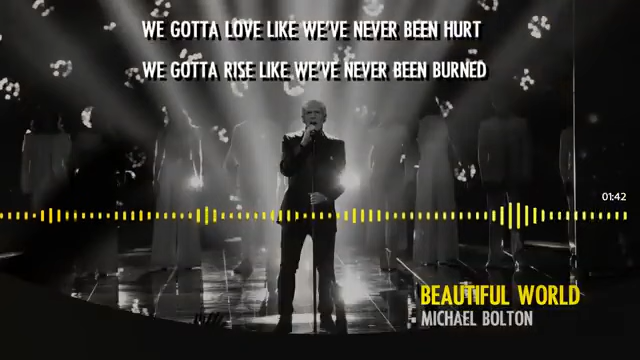 WE GOTTA LOVE LIKE WE'VE NEVER BEEN HURT
WE GOTTA RISE LIKE WE'VE NEVER BEEN BURNED
01:42
BEAUTIFUL WORLD
MICHAEL BOLTON